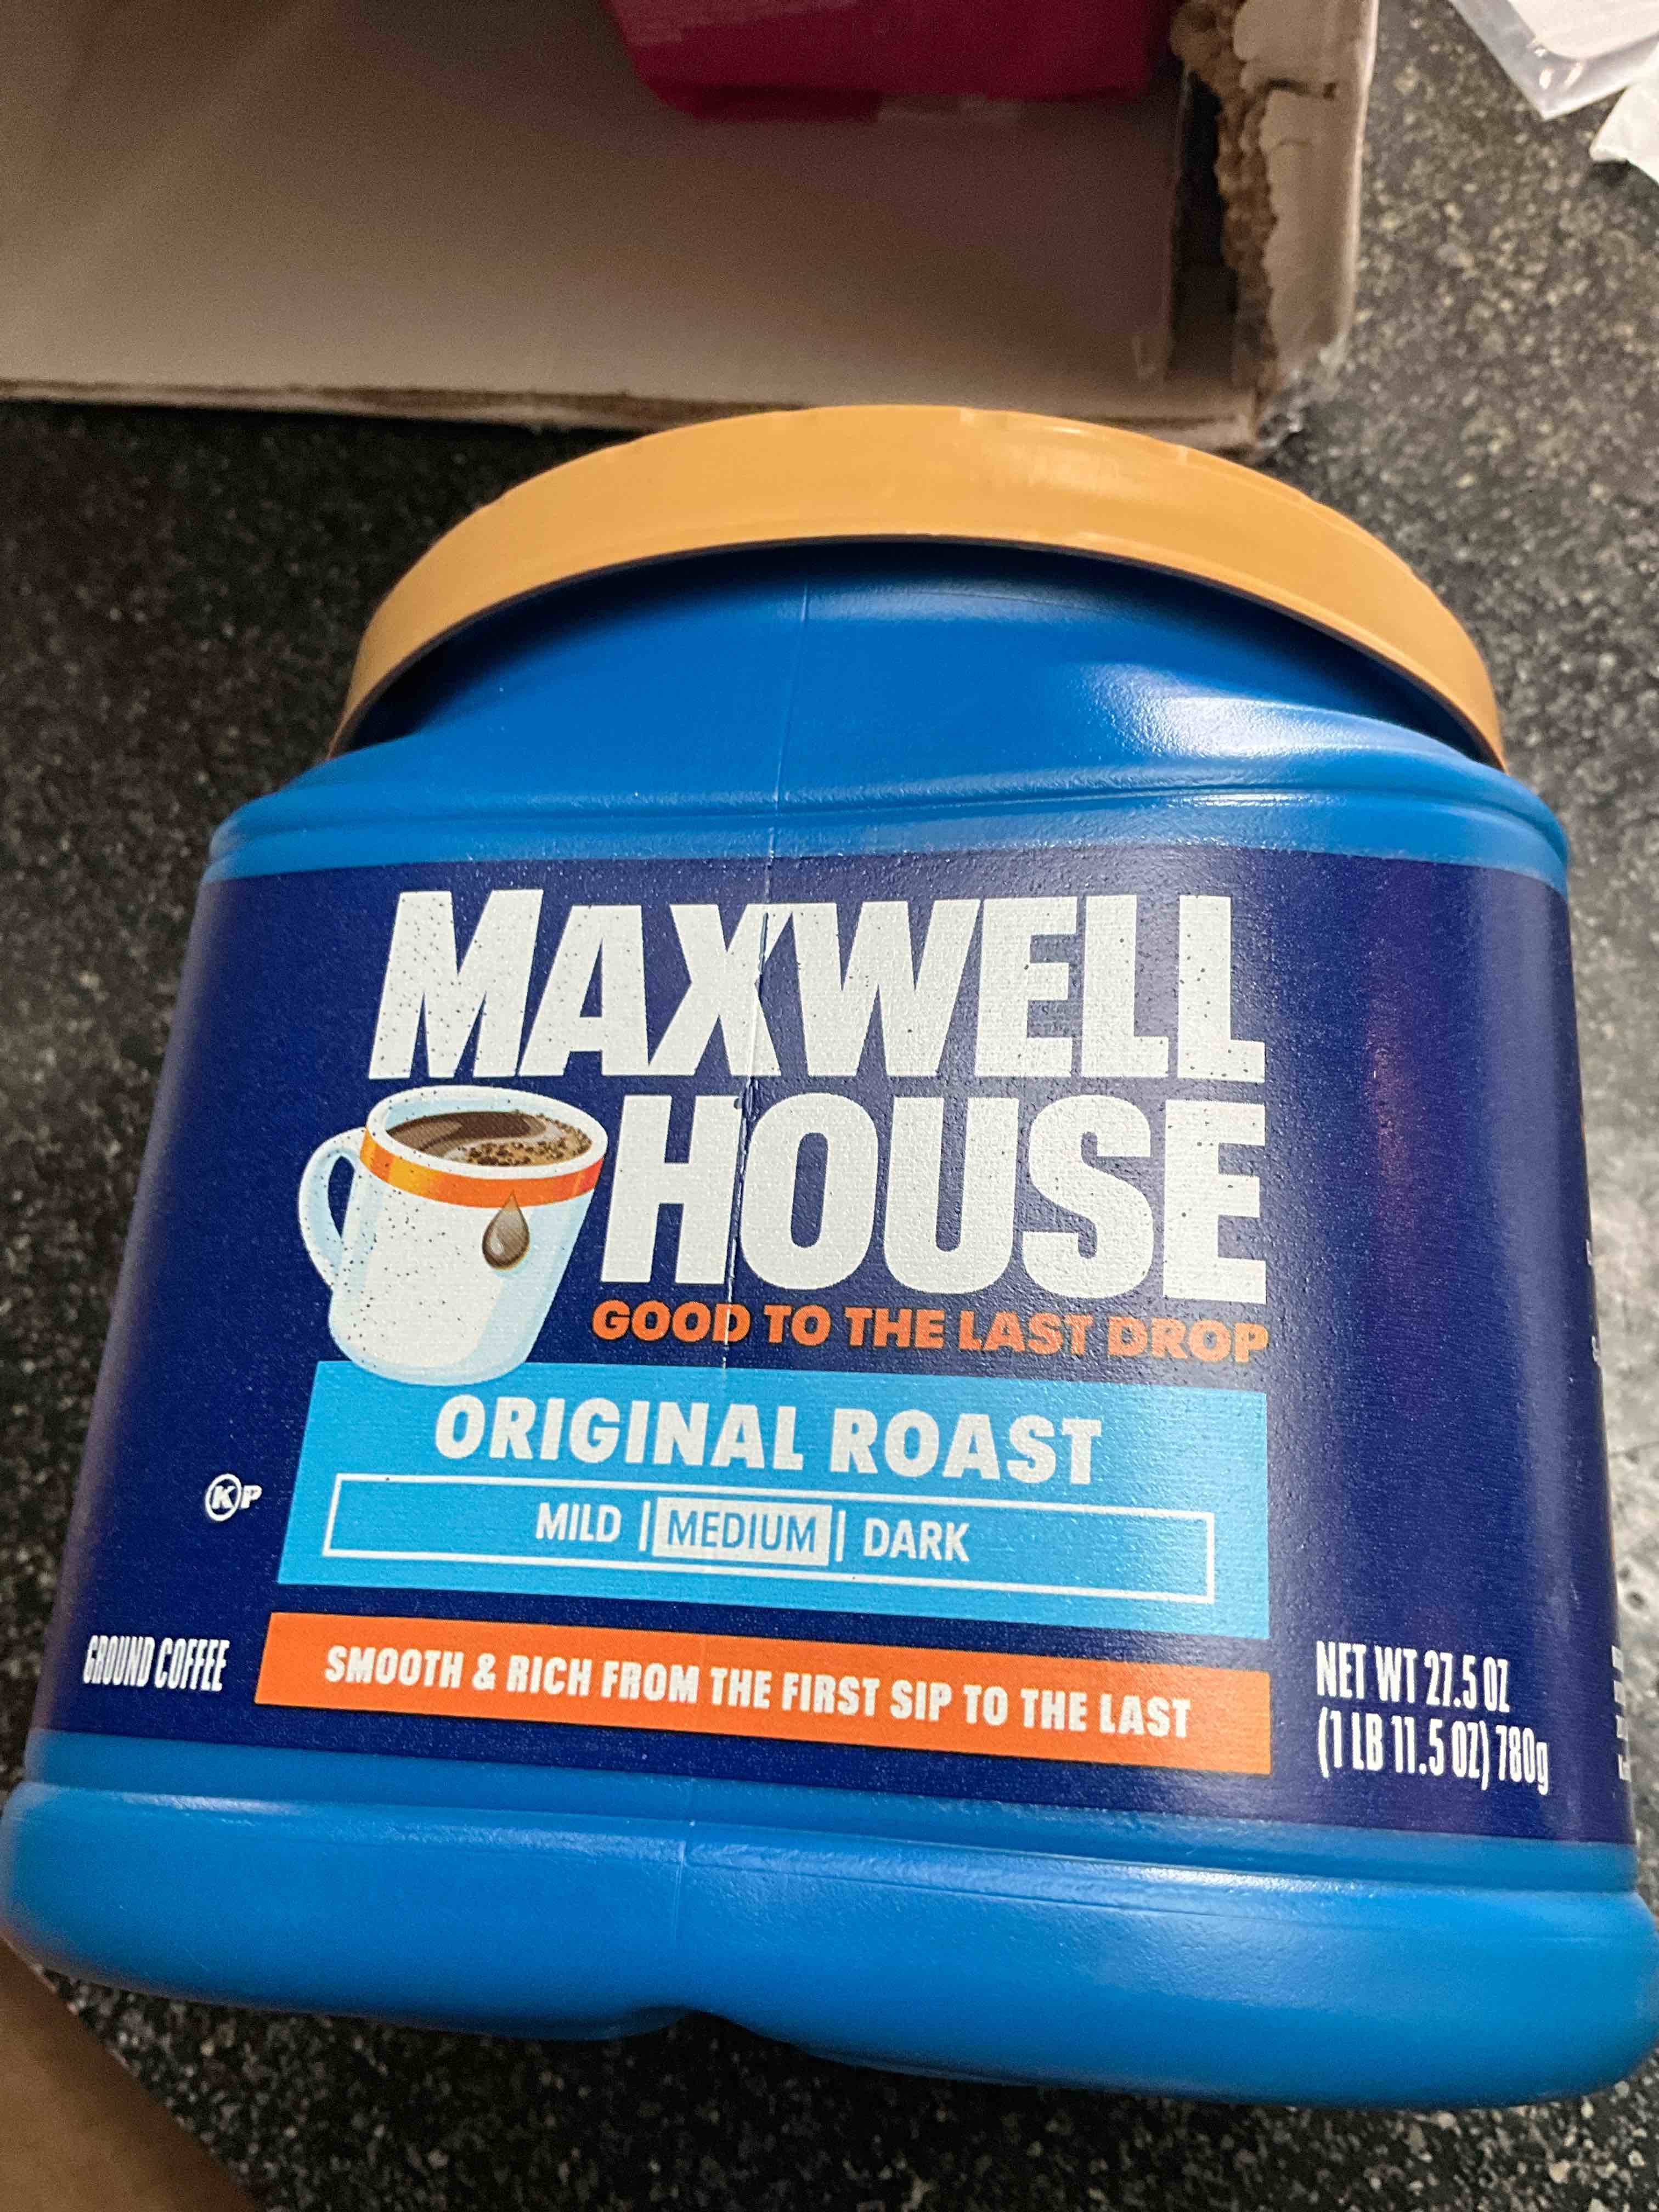 MAXWELL
HOUSE
GOOD TO THE LAST DROP
ORIGINAL ROAST
MILD | MEDIUM | DARK
KP
GROUND COFFEE
SMOOTH & RICH FROM THE FIRST SIP TO THE LAST
NET WT 27.5 OZ
(1 LB 11.5 OZ) 780g